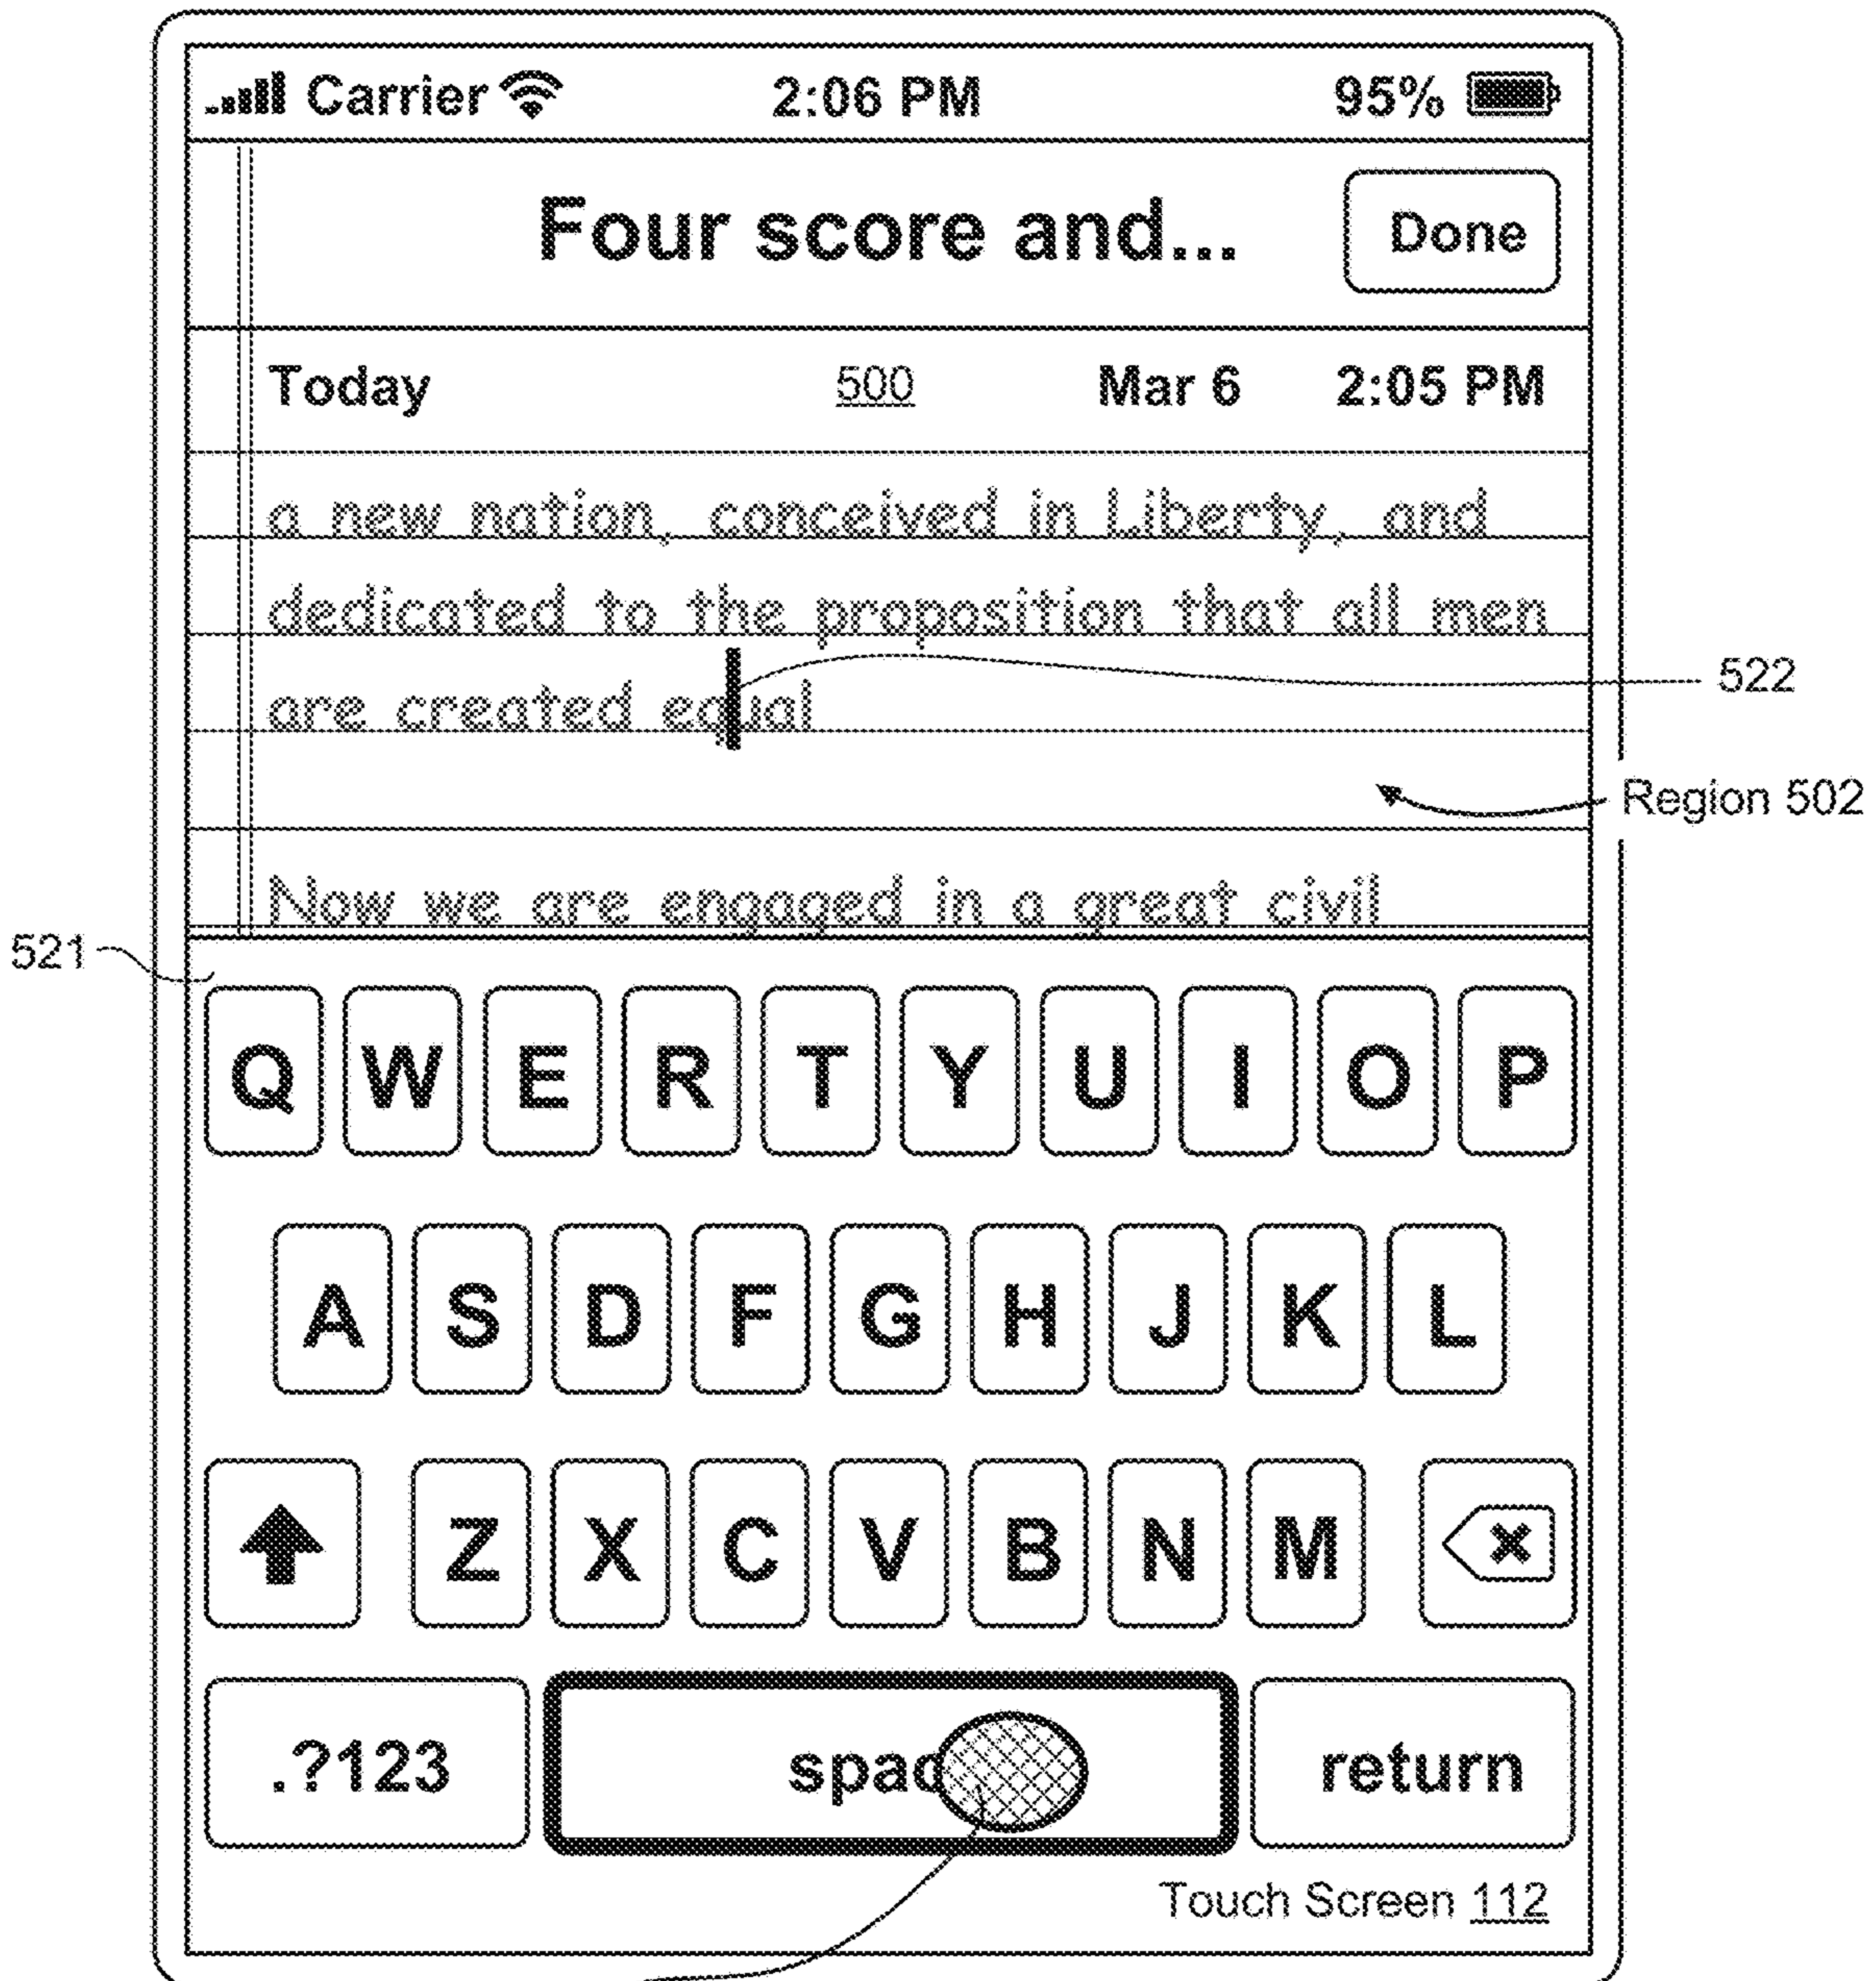 Carrier 2:06 PM 95%
Four score and... Done
Today 500 Mar 6 2:05 PM
a new nation, conceived in Liberty, and
dedicated to the proposition that all men
522
are created equal
Region 502
Now we are engaged in a great civil
521
Q W E R T Y U I O P
A S D F G H J K L
Z X C V B N M
.?123 spac return
Touch Screen 112